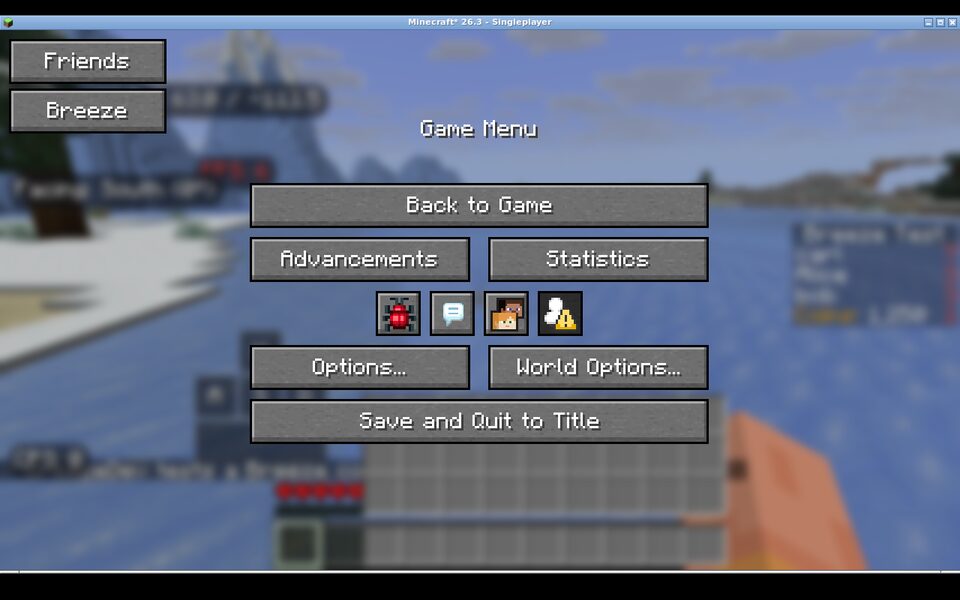 Minecraft* 26.3 - Singleplayer
Friends
Breeze
Game Menu
Back to Game
Advancements
Statistics
Options...
World Options...
Save and Quit to Title